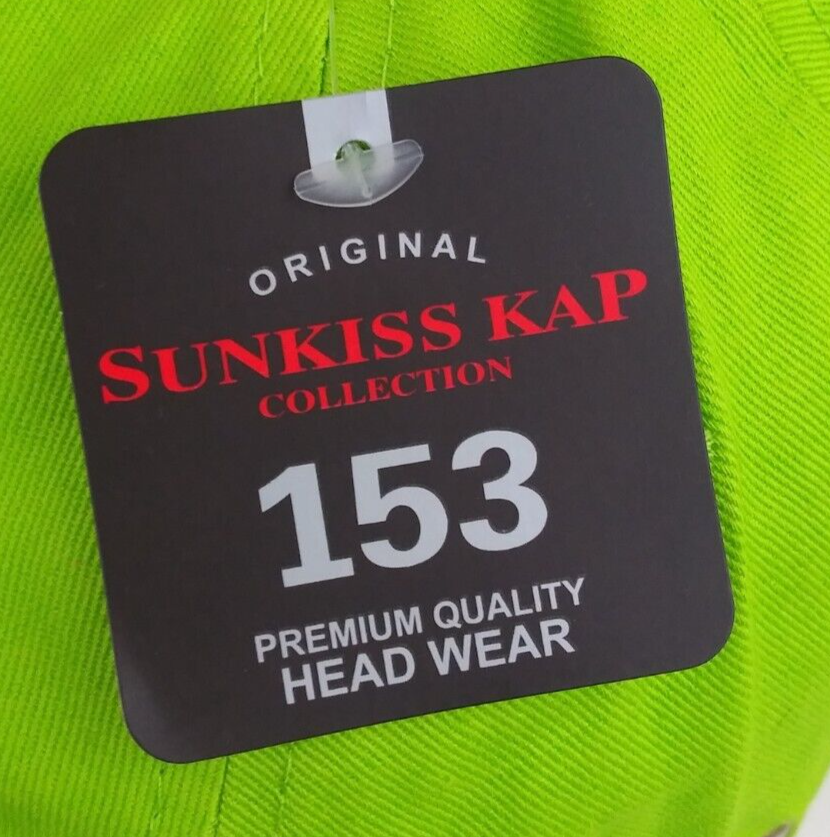 ORIGINAL
SUNKISS KAP
COLLECTION
153
PREMIUM QUALITY
HEAD WEAR